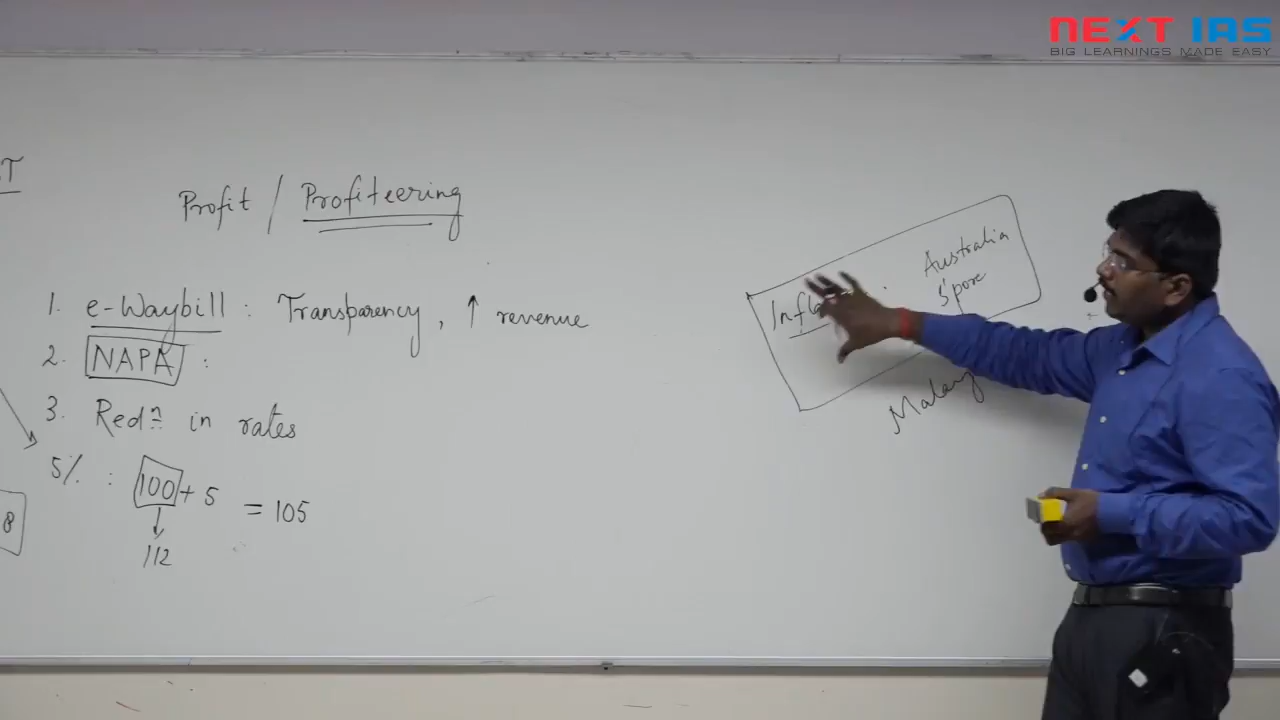 NEXT IAS
BIG LEARNINGS MADE EASY
Profit / Profiteering
1. e-Waybill : Transparency, ↑ revenue
2. NAPA :
3. Redⁿ in rates
5% : 100 + 5 = 105
112
8
Australia
S'pore